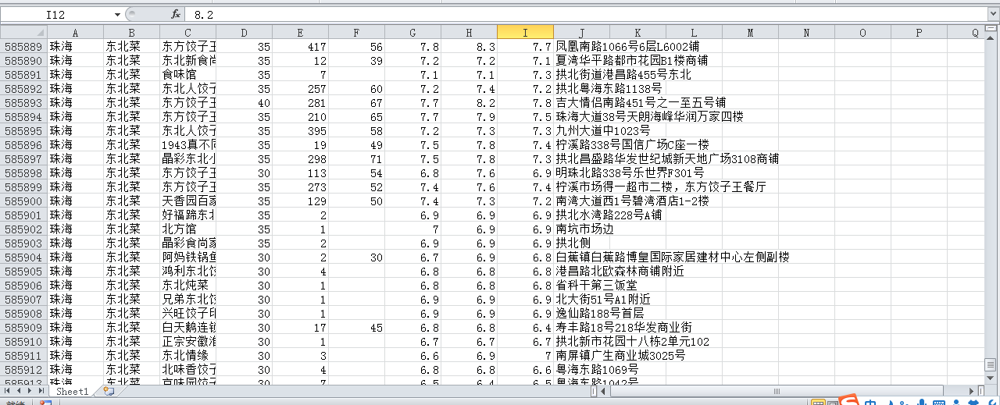 I12 fx 8.2
A B C D E F G H I J K L M N O P Q
585889 珠海 东北菜 东方饺子王 35 417 56 7.8 8.3 7.7 凤凰南路1066号6层L6002铺
585890 珠海 东北菜 东北新食尚 35 12 39 7.2 7.2 7.1 夏湾华平路都市花园B1楼商铺
585891 珠海 东北菜 食味馆 35 7 7.1 7.1 7.3 拱北街道港昌路455号东北
585892 珠海 东北菜 东北人饺子 35 257 60 7.2 7.4 7.2 拱北粤海东路1138号
585893 珠海 东北菜 东方饺子王 40 281 67 7.7 8.2 7.8 吉大情侣南路451号之一至五号铺
585894 珠海 东北菜 东方饺子王 35 210 65 7.7 7.9 7.5 珠海大道38号天朗海峰华润万家四楼
585895 珠海 东北菜 东北人饺子 35 395 58 7.2 7.3 7.3 九州大道中1023号
585896 珠海 东北菜 1943真不同 35 19 49 7.5 7.8 7.4 柠溪路338号国信广场C座一楼
585897 珠海 东北菜 晶彩东北小 35 298 71 7.5 7.8 7.3 拱北昌盛路华发世纪城新天地广场3108商铺
585898 珠海 东北菜 东方饺子王 30 113 54 6.8 7.6 6.9 明珠北路338号乐世界F301号
585899 珠海 东北菜 东方饺子王 35 273 52 7.4 7.6 7.4 柠溪市场得一超市二楼，东方饺子王餐厅
585900 珠海 东北菜 天香园百家 35 129 50 7.4 7.3 7.2 南湾大道西1号碧湾酒店1-2楼
585901 珠海 东北菜 好福蹄东北 35 2 6.9 6.9 6.9 拱北水湾路228号A铺
585902 珠海 东北菜 北方馆 35 1 7 6.9 6.9 南坑市场边
585903 珠海 东北菜 晶彩食尚家 35 2 6.9 6.9 6.9 拱北侧
585904 珠海 东北菜 阿妈铁锅鱼 30 2 30 6.7 6.9 6.8 白蕉镇白蕉路博皇国际家居建材中心左侧副楼
585905 珠海 东北菜 鸿利东北饺 30 4 6.8 6.8 6.8 港昌路北欧森林商铺附近
585906 珠海 东北菜 东北炖菜 30 1 6.8 6.8 6.8 省科干第三饭堂
585907 珠海 东北菜 兄弟东北饺 30 1 6.9 6.9 6.9 北大街51号A1附近
585908 珠海 东北菜 兴旺饺子 30 1 6.9 6.9 6.9 逸仙路188号首层
585909 珠海 东北菜 白天鹅连锁 30 17 45 6.8 6.8 6.4 寿丰路18号218华发商业街
585910 珠海 东北菜 正宗安徽淮 30 1 6.7 6.7 6.7 拱北新市花园十八栋2单元102
585911 珠海 东北菜 东北情缘 30 3 6.6 6.9 7 南屏镇广生商业城3025号
585912 珠海 东北菜 北味香饺子 30 4 6.8 6.8 6.6 粤海东路1069号
585913 珠海 东北菜 京味园饺子 30 7 6.5 6.4 6.5 粤海东路1042号
Sheet1
就绪 中